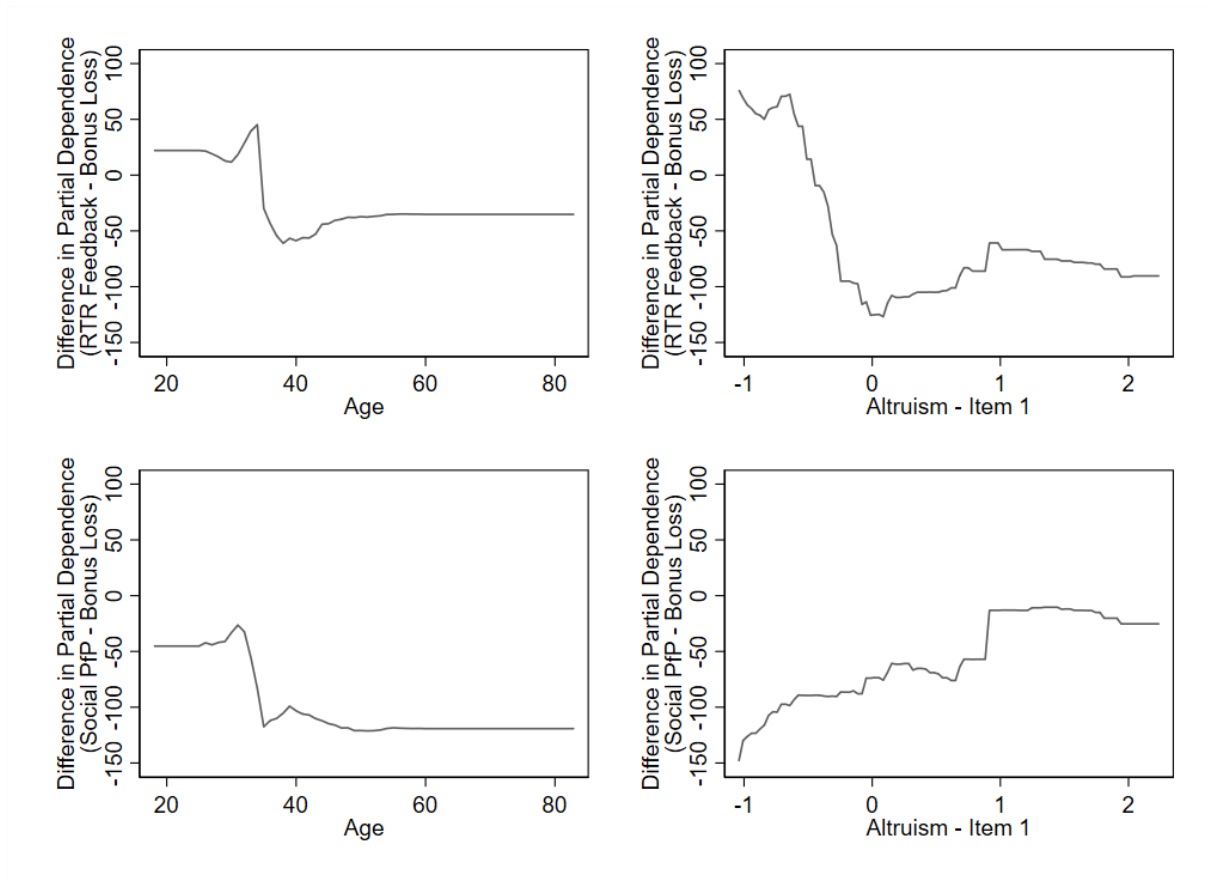 Difference in Partial Dependence
(RTR Feedback - Bonus Loss)
100
50
0
-50
-100
-150
20 40 60 80
Age
Difference in Partial Dependence
(RTR Feedback - Bonus Loss)
100
50
0
-50
-100
-150
-1 0 1 2
Altruism - Item 1
Difference in Partial Dependence
(Social PfP - Bonus Loss)
100
50
0
-50
-100
-150
20 40 60 80
Age
Difference in Partial Dependence
(Social PfP - Bonus Loss)
100
50
0
-50
-100
-150
-1 0 1 2
Altruism - Item 1